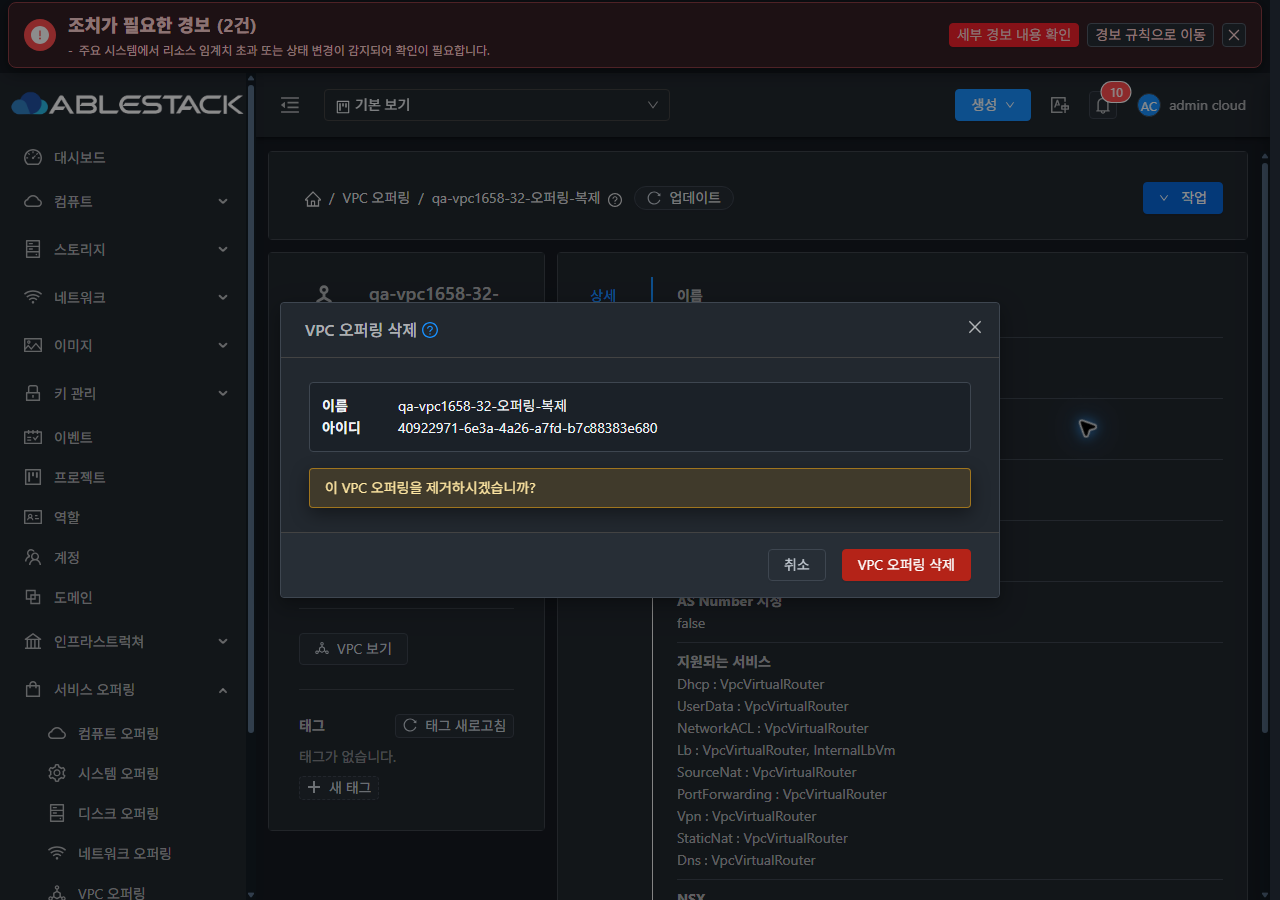 조치가 필요한 경보 (2건)
- 주요 시스템에서 리소스 임계치 초과 또는 상태 변경이 감지되어 확인이 필요합니다.
세부 경보 내용 확인
경보 규칙으로 이동
ABLESTACK
기본 보기
생성
10
AC
admin cloud
대시보드
컴퓨트
스토리지
네트워크
이미지
키 관리
이벤트
프로젝트
역할
계정
도메인
인프라스트럭쳐
서비스 오퍼링
컴퓨트 오퍼링
시스템 오퍼링
디스크 오퍼링
네트워크 오퍼링
VPC 오퍼링
/ VPC 오퍼링 / qa-vpc1658-32-오퍼링-복제
업데이트
작업
qa-vpc1658-32-
상세
이름
VPC 오퍼링 삭제
이름 qa-vpc1658-32-오퍼링-복제
아이디 40922971-6e3a-4a26-a7fd-b7c88383e680
이 VPC 오퍼링을 제거하시겠습니까?
취소
VPC 오퍼링 삭제
VPC 보기
태그
태그 새로고침
태그가 없습니다.
새 태그
AS Number 지정
false
지원되는 서비스
Dhcp : VpcVirtualRouter
UserData : VpcVirtualRouter
NetworkACL : VpcVirtualRouter
Lb : VpcVirtualRouter, InternalLbVm
SourceNat : VpcVirtualRouter
PortForwarding : VpcVirtualRouter
Vpn : VpcVirtualRouter
StaticNat : VpcVirtualRouter
Dns : VpcVirtualRouter
NSX